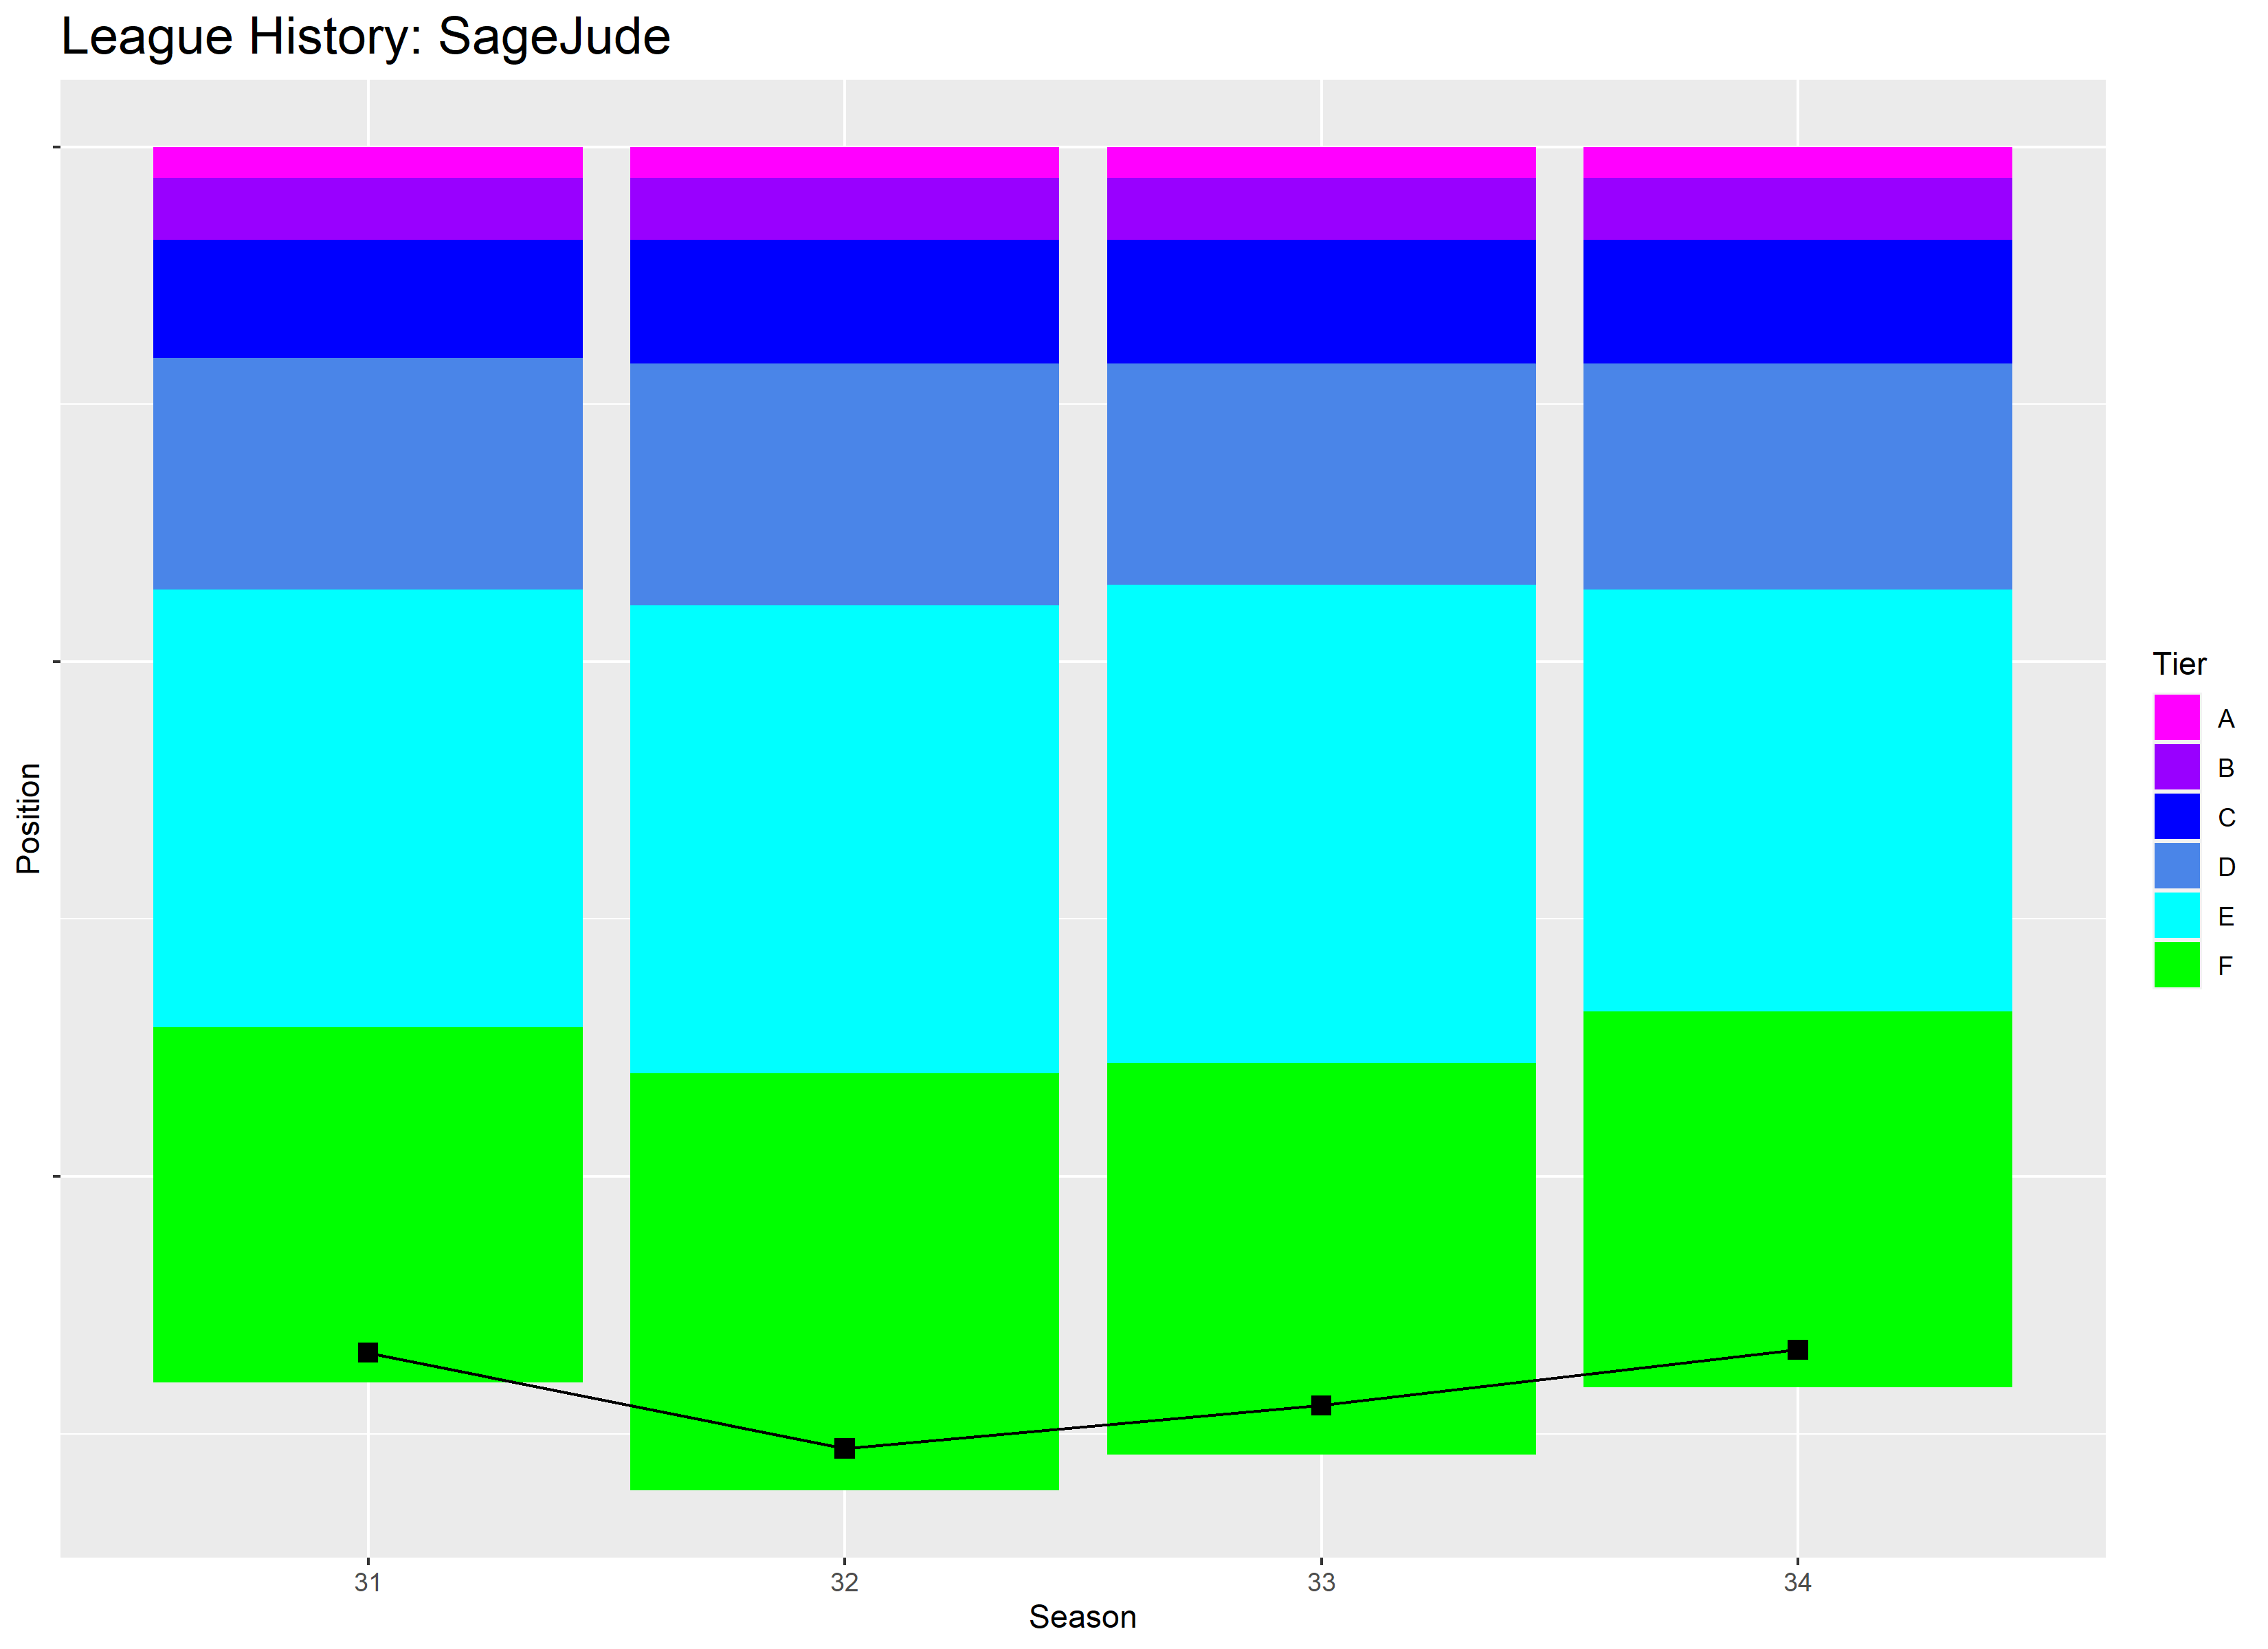 League History: SageJude
Position
Tier
A
B
C
D
E
F
31 32 33 34
Season